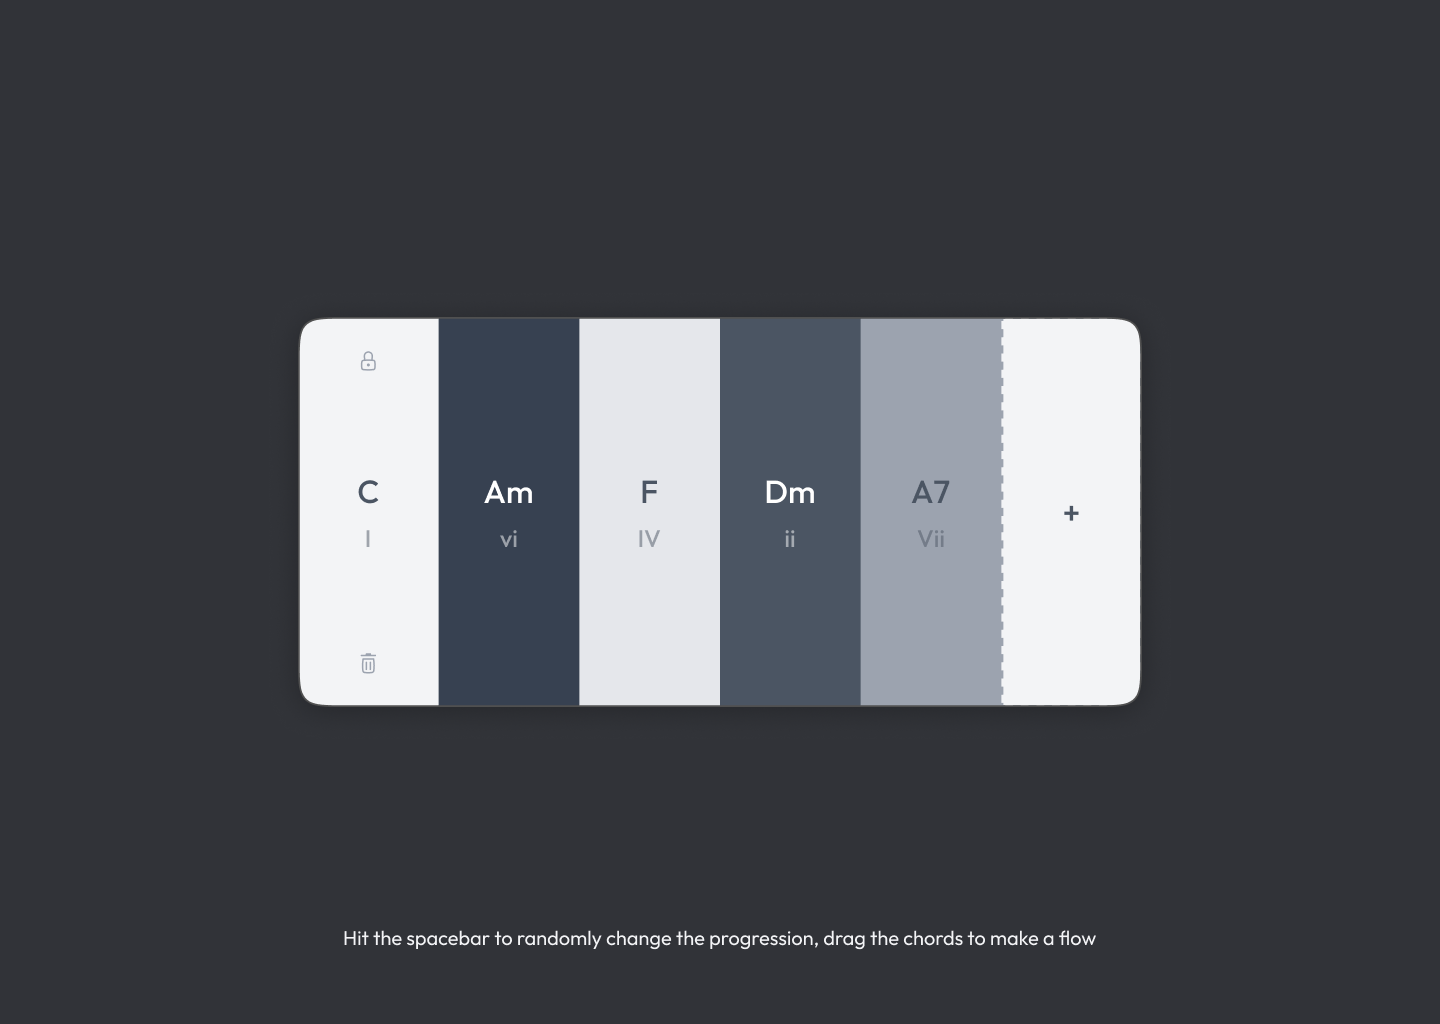 C
I
Am
vi
F
IV
Dm
ii
A7
Vii
+
Hit the spacebar to randomly change the progression, drag the chords to make a flow